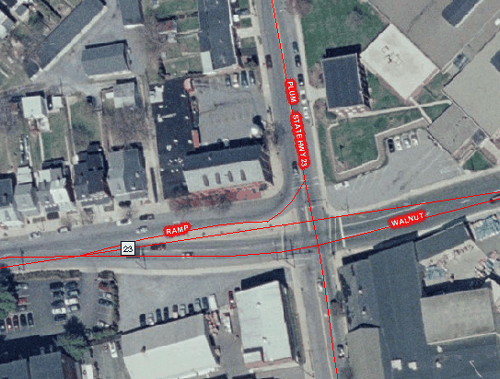 PLUM STATE HWY 23
RAMP
WALNUT
23